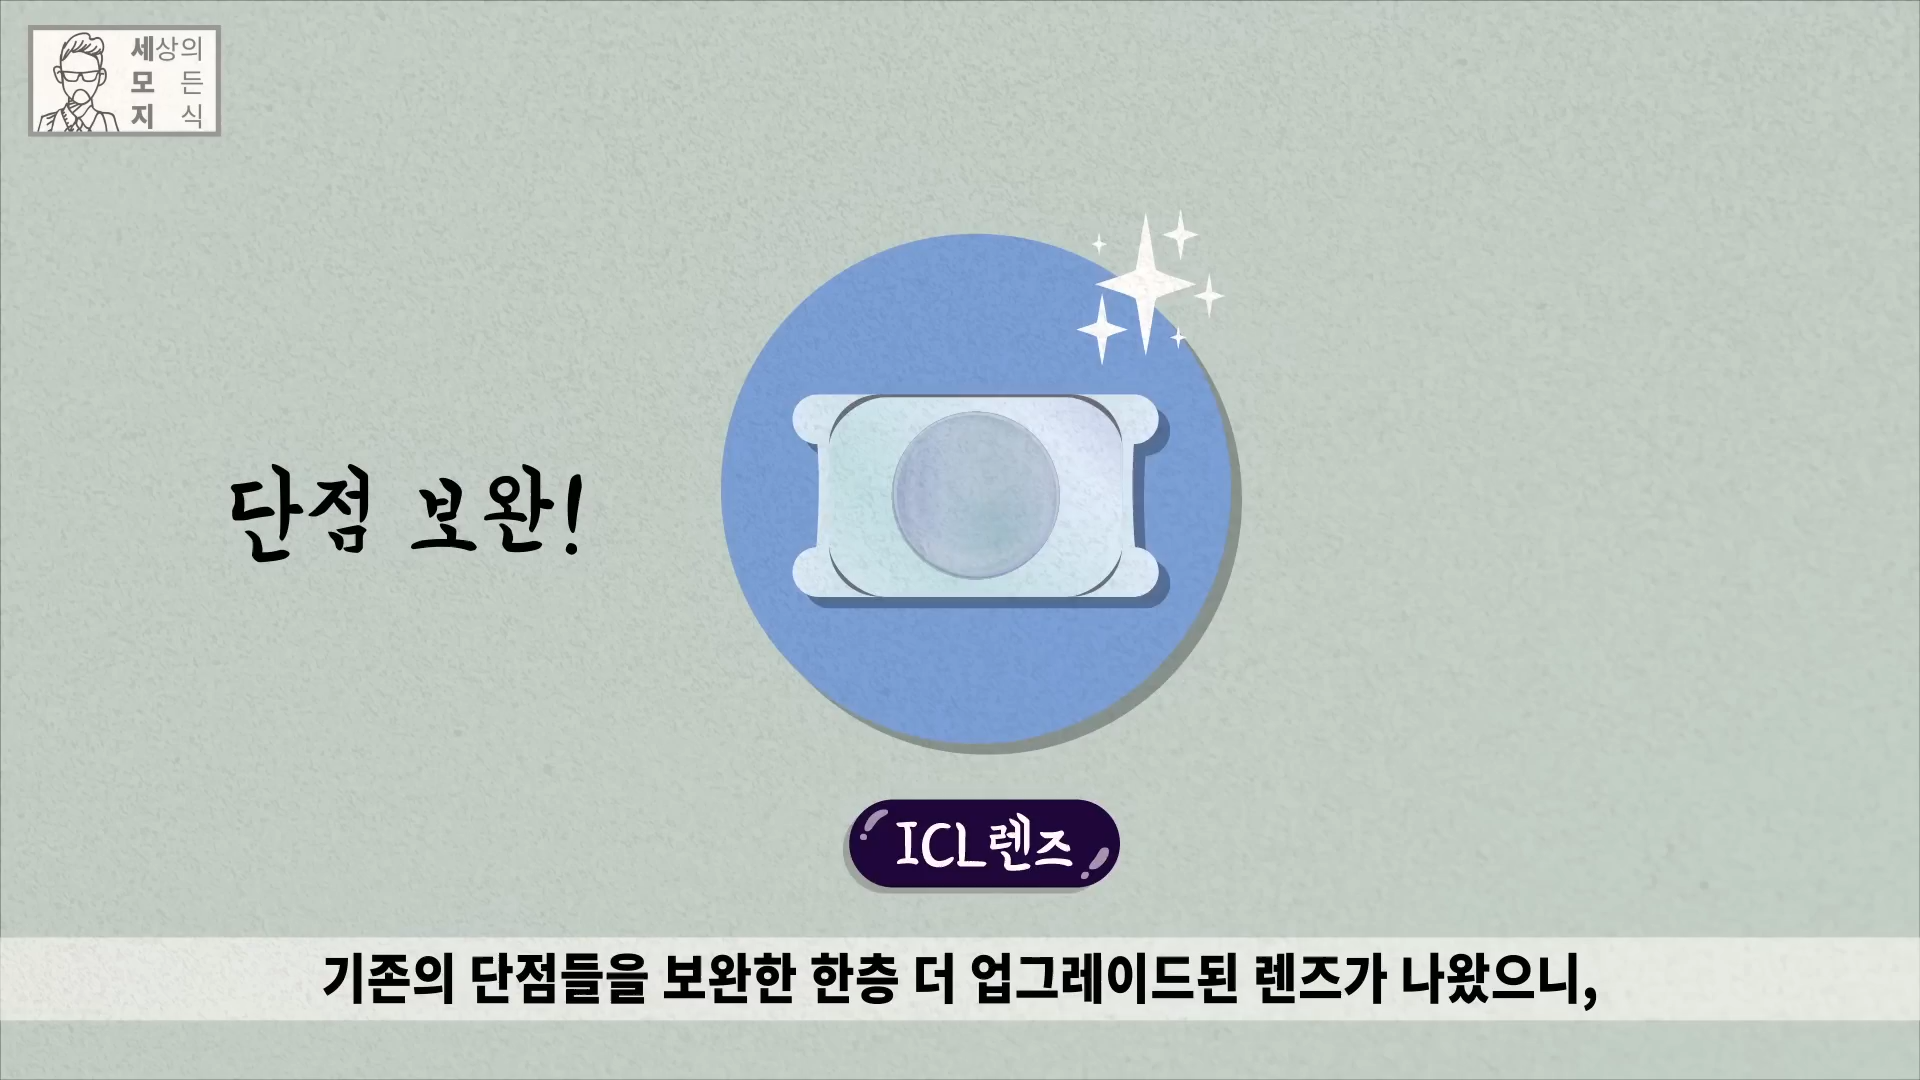 세상의
모든
지식
단점 보완!
ICL렌즈
기존의 단점들을 보완한 한층 더 업그레이드된 렌즈가 나왔으니,